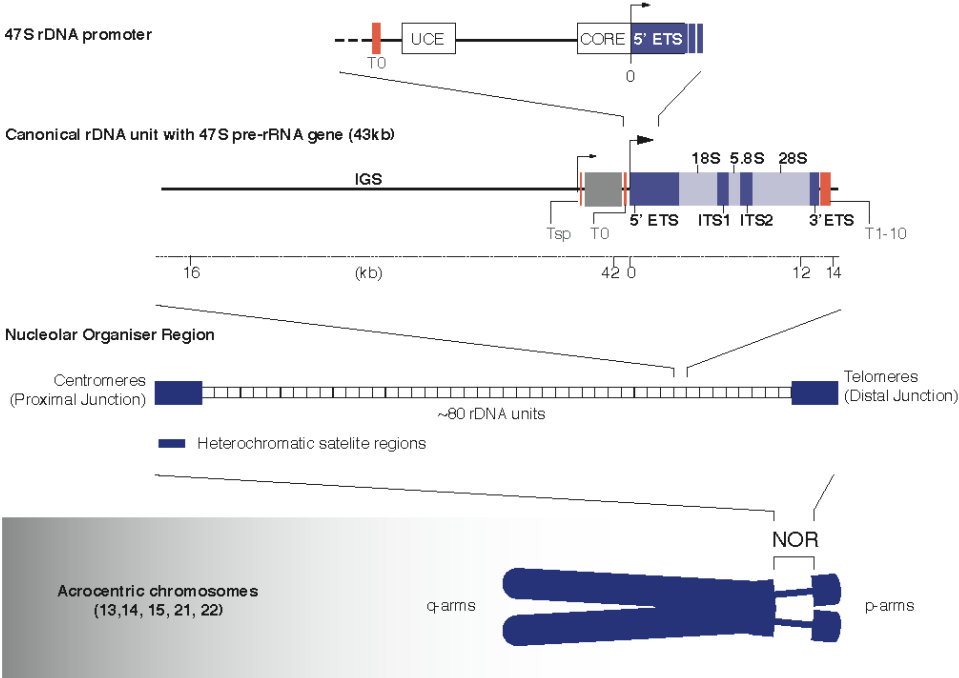 47S rDNA promoter
UCE
CORE
5' ETS
T0
0
Canonical rDNA unit with 47S pre-rRNA gene (43kb)
18S 5.8S 28S
IGS
Tsp T0 5' ETS ITS1 ITS2 3' ETS T1-10
16 (kb) 42 0 12 14
Nucleolar Organiser Region
Centromeres
(Proximal Junction)
Telomeres
(Distal Junction)
~80 rDNA units
Heterochromatic satelite regions
NOR
Acrocentric chromosomes
(13,14, 15, 21, 22)
q-arms
p-arms